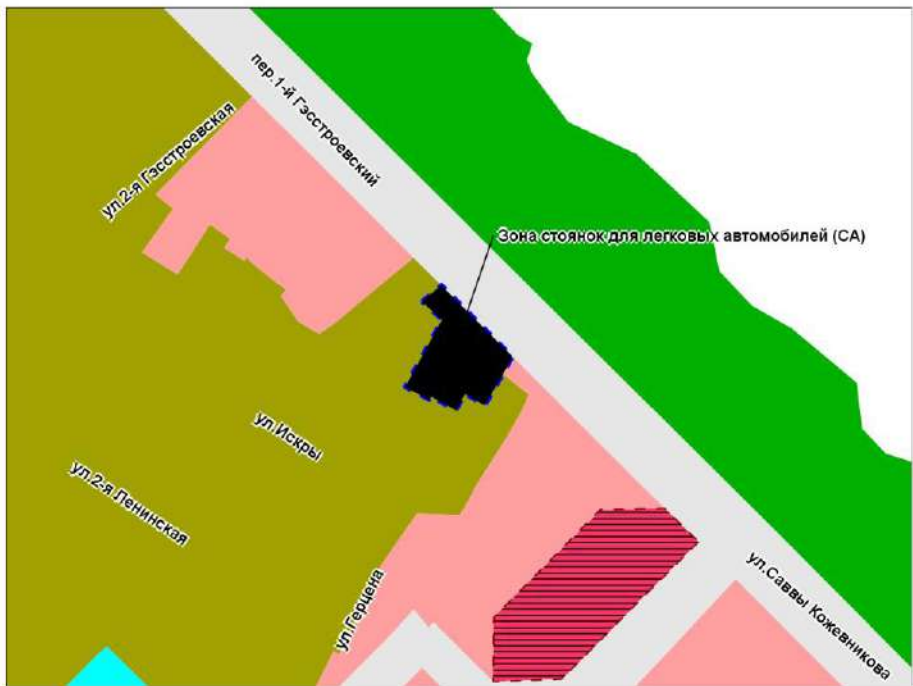 пер.1-й Гэсстроевский
ул.2-я Гэсстроевская
Зона стоянок для легковых автомобилей (СА)
ул.Искры
ул.2-я Ленинская
ул.Герцена
ул.Саввы Кожевникова